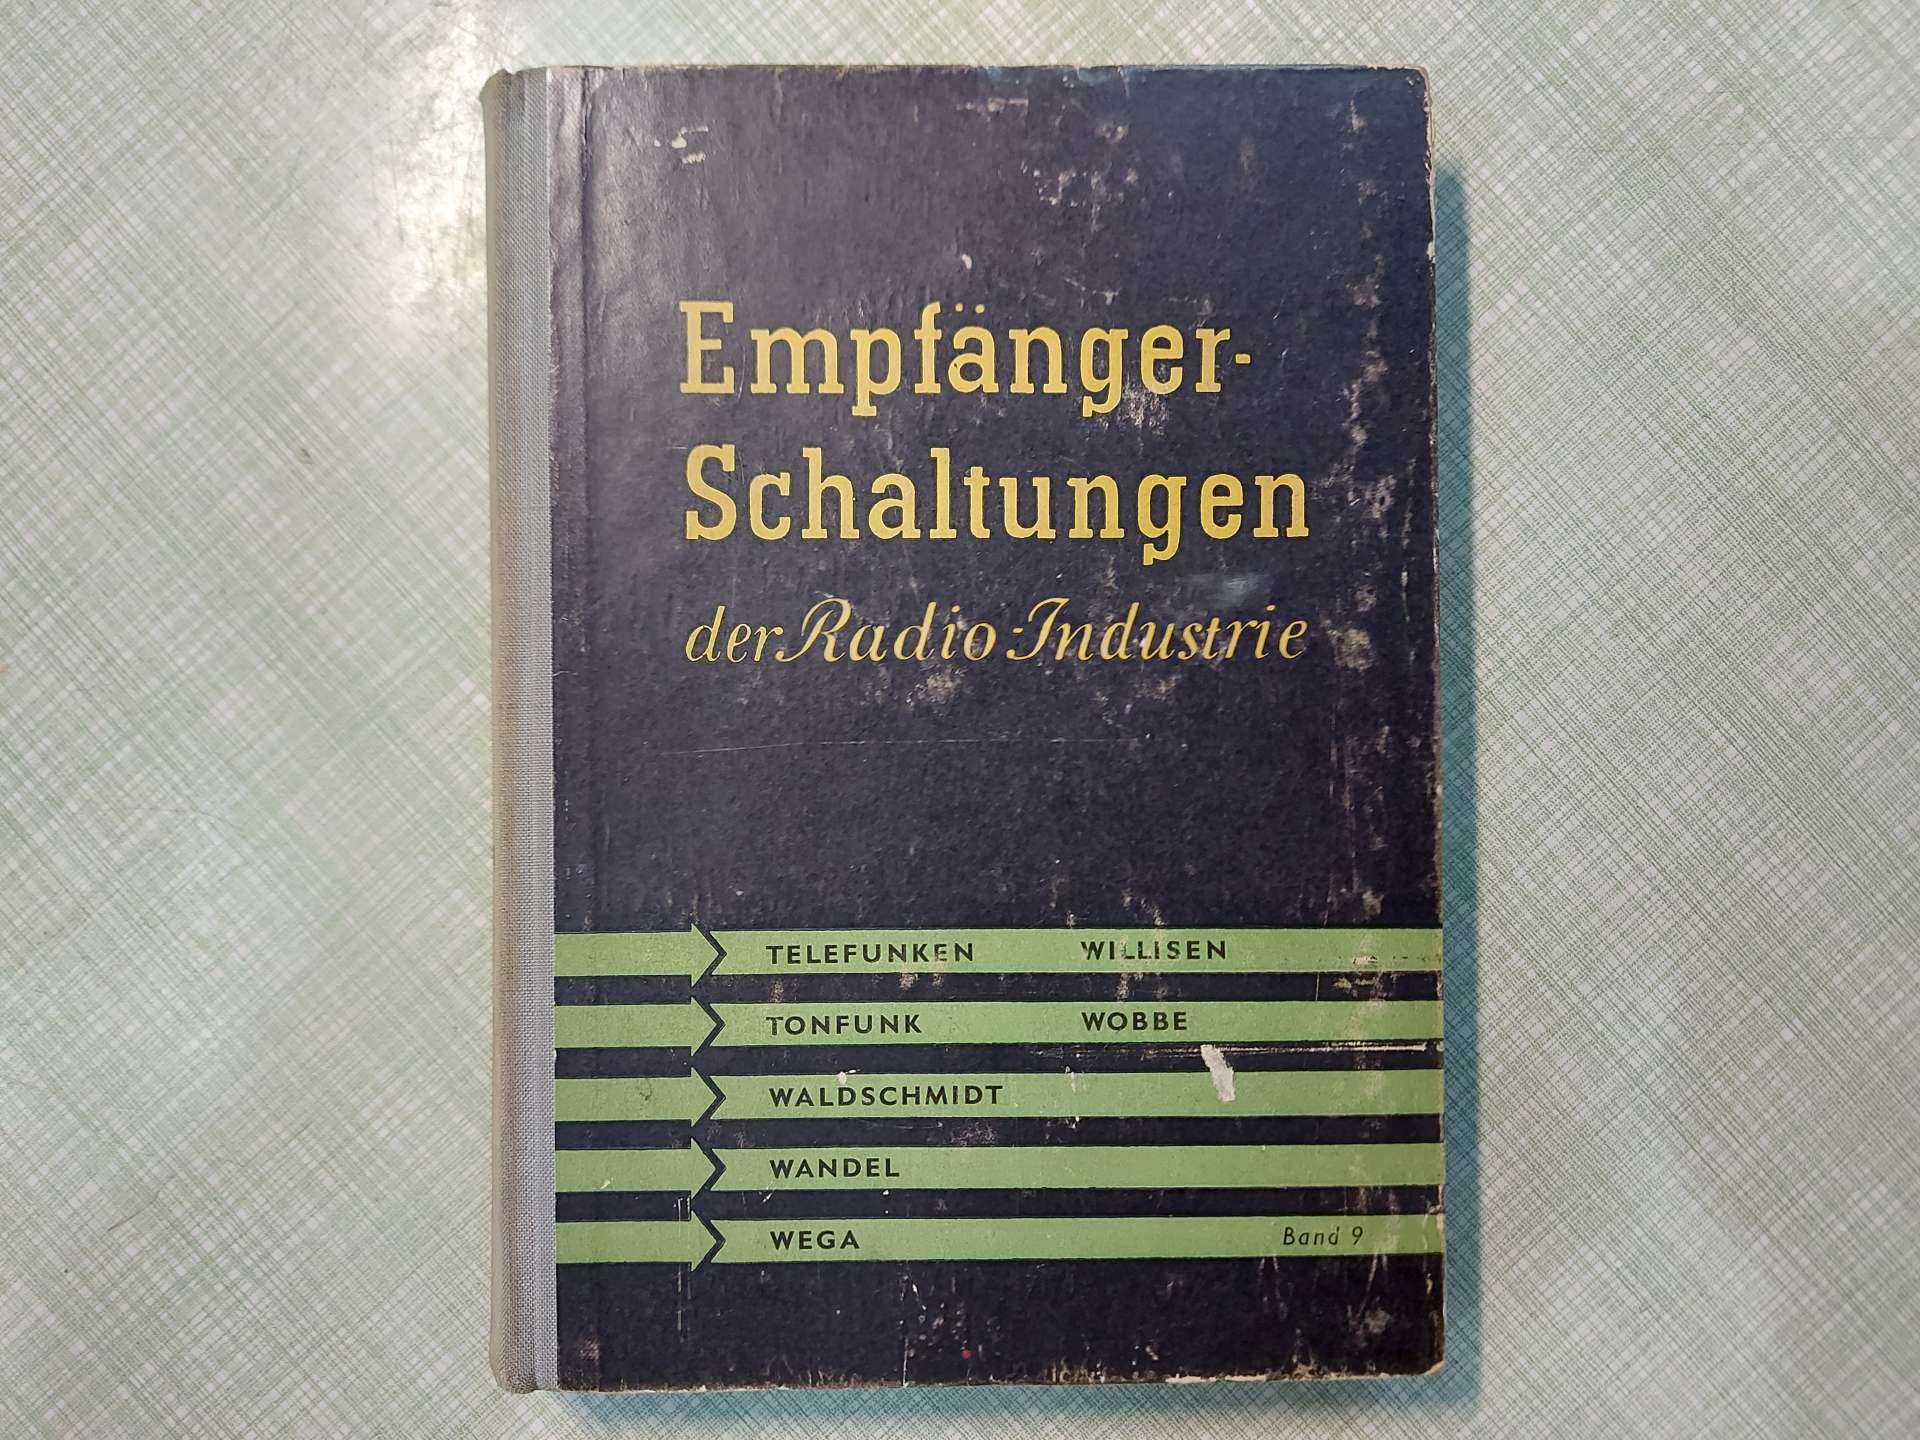 Empfänger-
Schaltungen
der Radio-Industrie
TELEFUNKEN WILLISEN
TONFUNK WOBBE
WALDSCHMIDT
WANDEL
WEGA Band 9